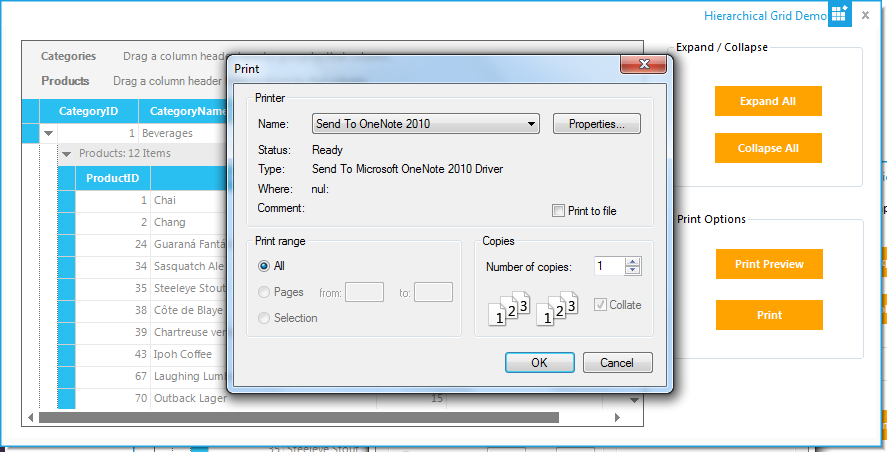 Hierarchical Grid Demo
Categories Drag a column header
Products Drag a column header
CategoryID CategoryName
1 Beverages
Products: 12 Items
ProductID
1 Chai
2 Chang
24 Guaraná Fantá
34 Sasquatch Ale
35 Steeleye Stout
38 Côte de Blaye
39 Chartreuse ver
43 Ipoh Coffee
67 Laughing Lumb
70 Outback Lager 15
Print
Printer
Name: Send To OneNote 2010 Properties...
Status: Ready
Type: Send To Microsoft OneNote 2010 Driver
Where: nul:
Comment:
Print to file
Print range
All
Pages from: to:
Selection
Copies
Number of copies: 1
1 2 3 1 2 3
Collate
OK Cancel
Expand / Collapse
Expand All
Collapse All
Print Options
Print Preview
Print
35 Steeleye Stout